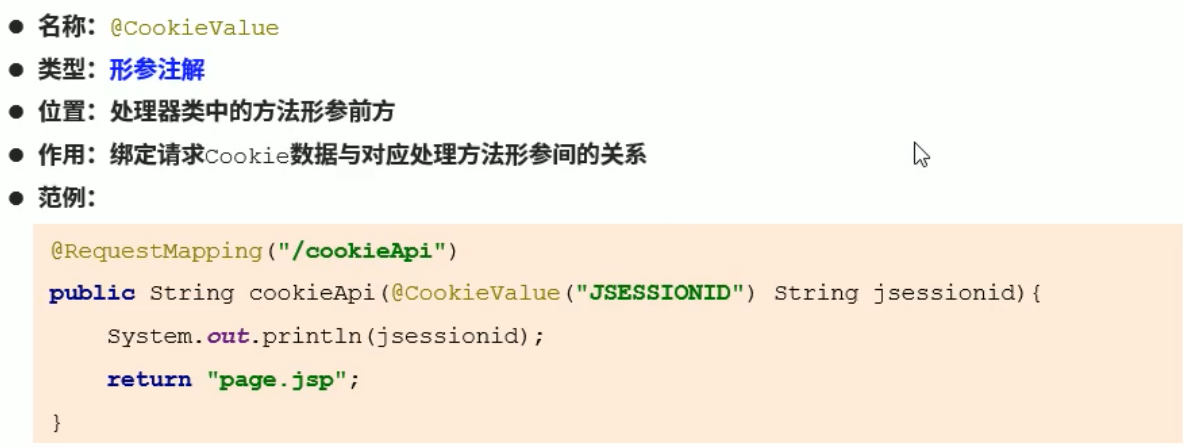 ● 名称：@CookieValue
● 类型：形参注解
● 位置：处理器类中的方法形参前方
● 作用：绑定请求Cookie数据与对应处理方法形参间的关系
● 范例：
@RequestMapping("/cookieApi")
public String cookieApi(@CookieValue("JSESSIONID") String jsessionid){
    System.out.println(jsessionid);
    return "page.jsp";
}